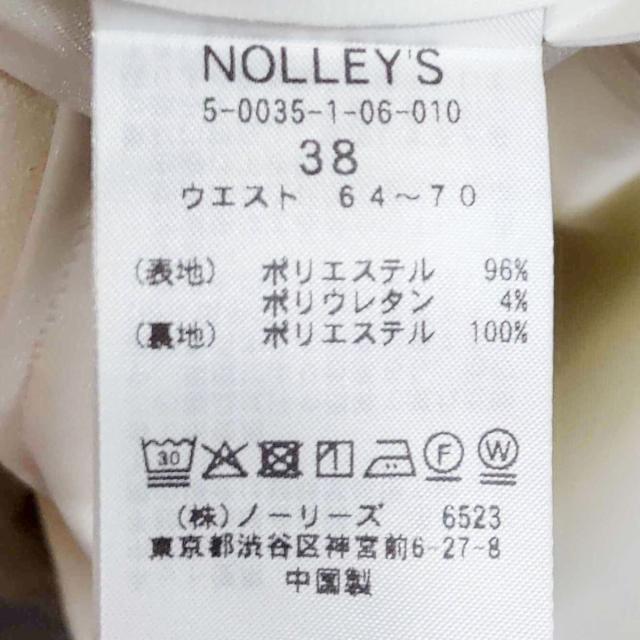 NOLLEY'S
5-0035-1-06-010
38
ウエスト 64～70
(表地) ポリエステル 96%
ポリウレタン 4%
(裏地) ポリエステル 100%
30 F W
(株)ノーリーズ 6523
東京都渋谷区神宮前6-27-8
中国製